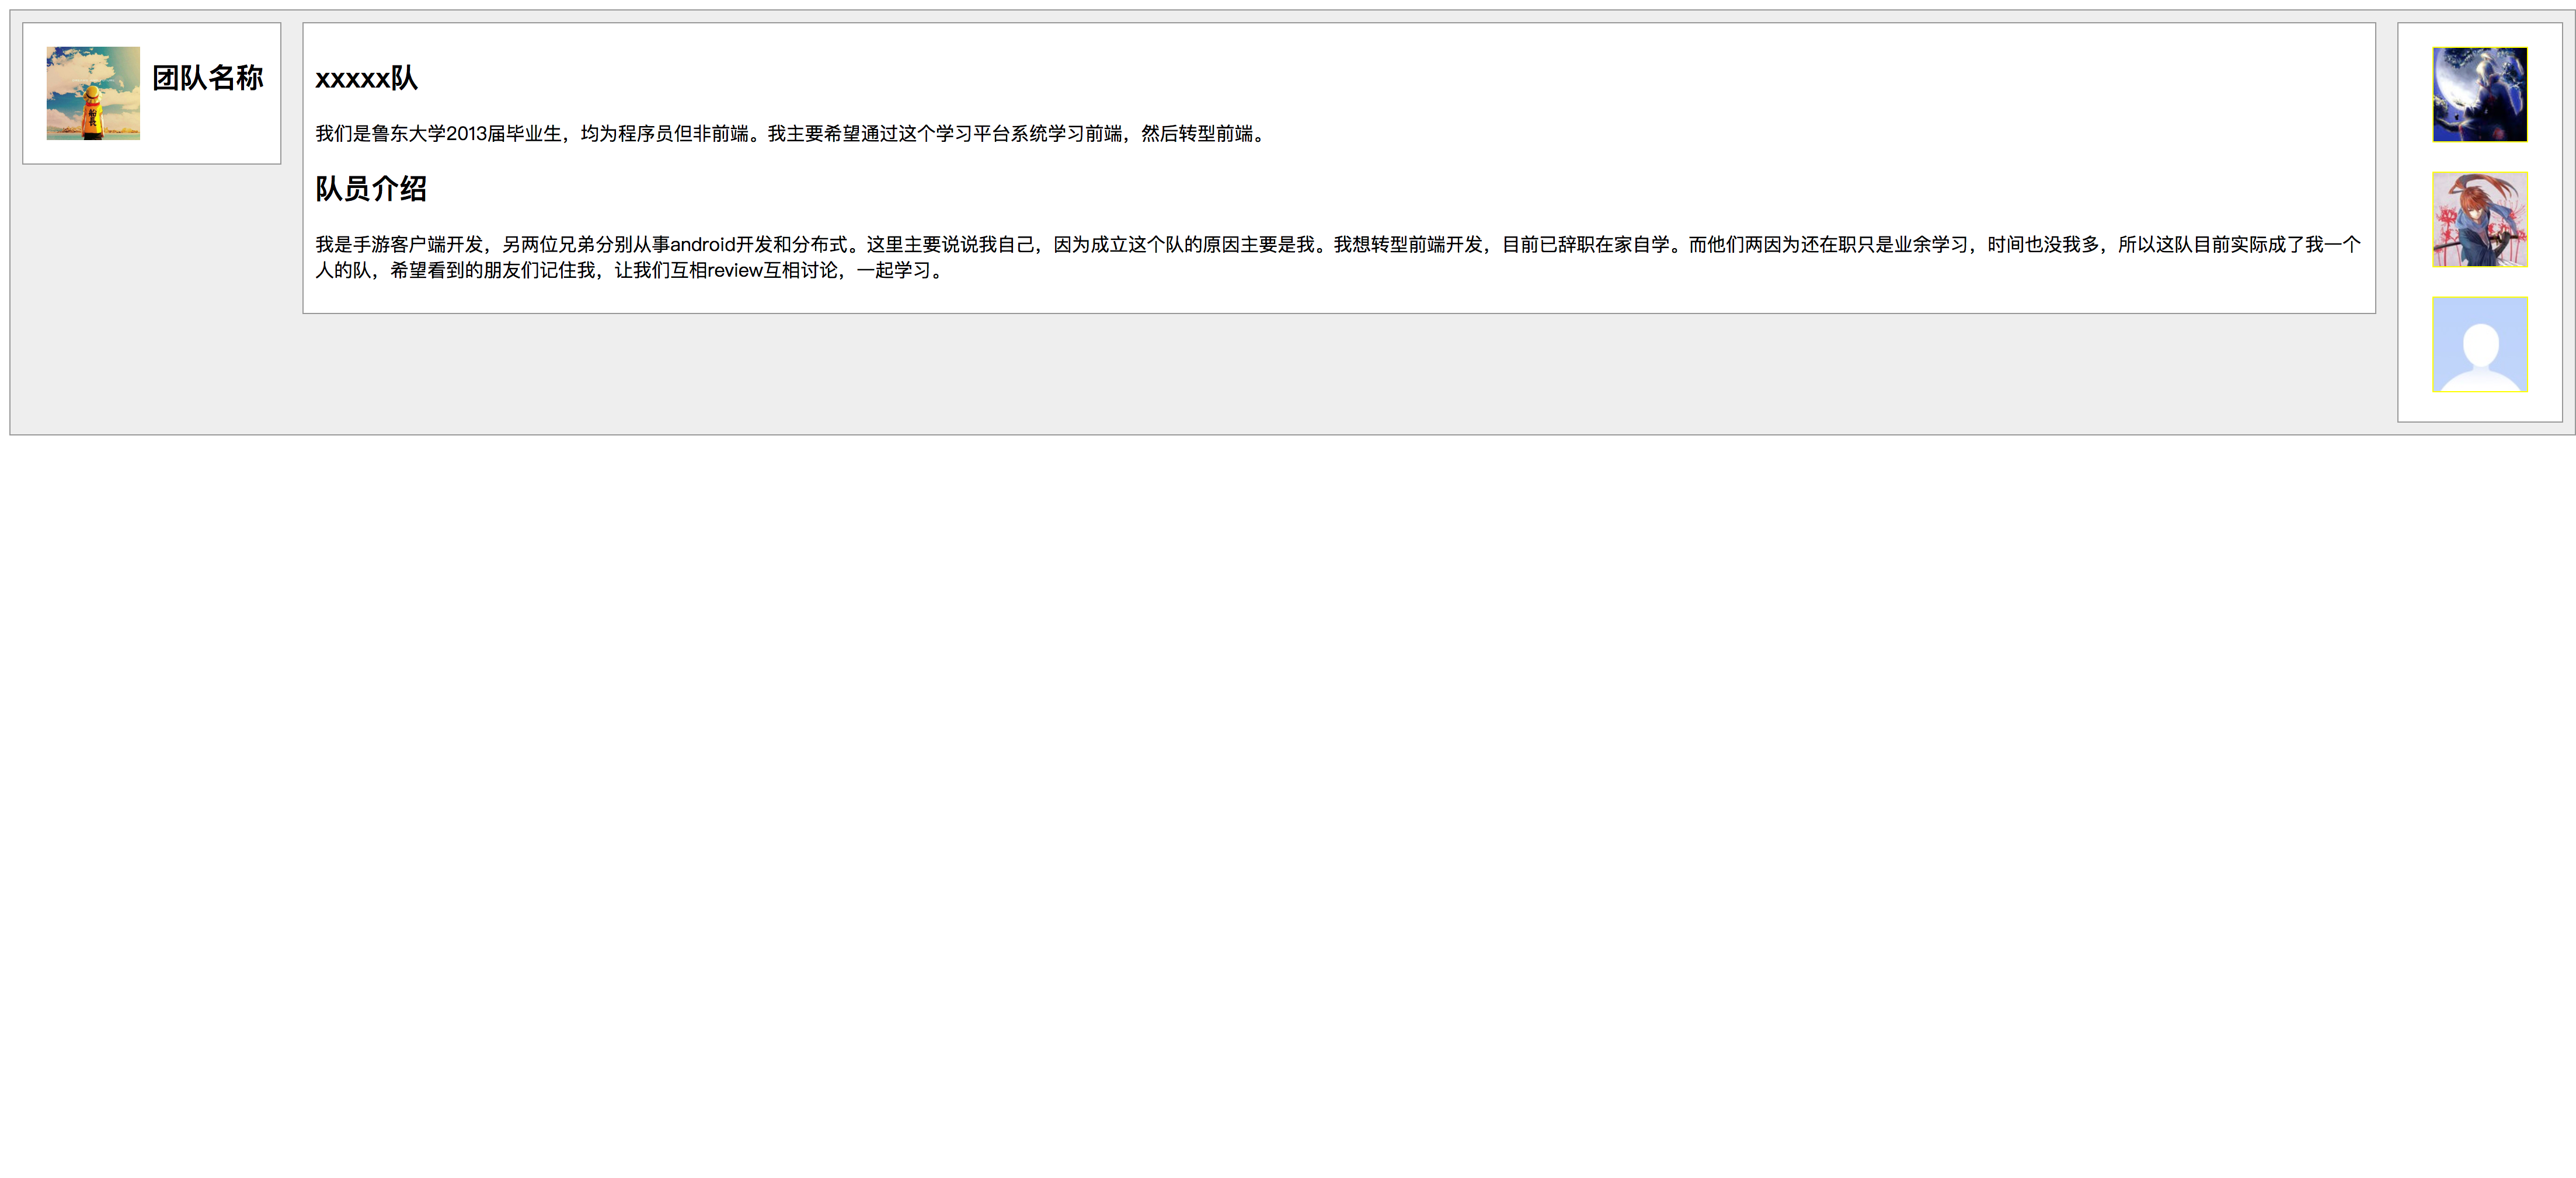 团队名称
xxxxx队
我们是鲁东大学2013届毕业生，均为程序员但非前端。我主要希望通过这个学习平台系统学习前端，然后转型前端。
队员介绍
我是手游客户端开发，另两位兄弟分别从事android开发和分布式。这里主要说说我自己，因为成立这个队的原因主要是我。我想转型前端开发，目前已辞职在家自学。而他们两因为还在职只是业余学习，时间也没我多，所以这队目前实际成了我一个
人的队，希望看到的朋友们记住我，让我们互相review互相讨论，一起学习。
船長